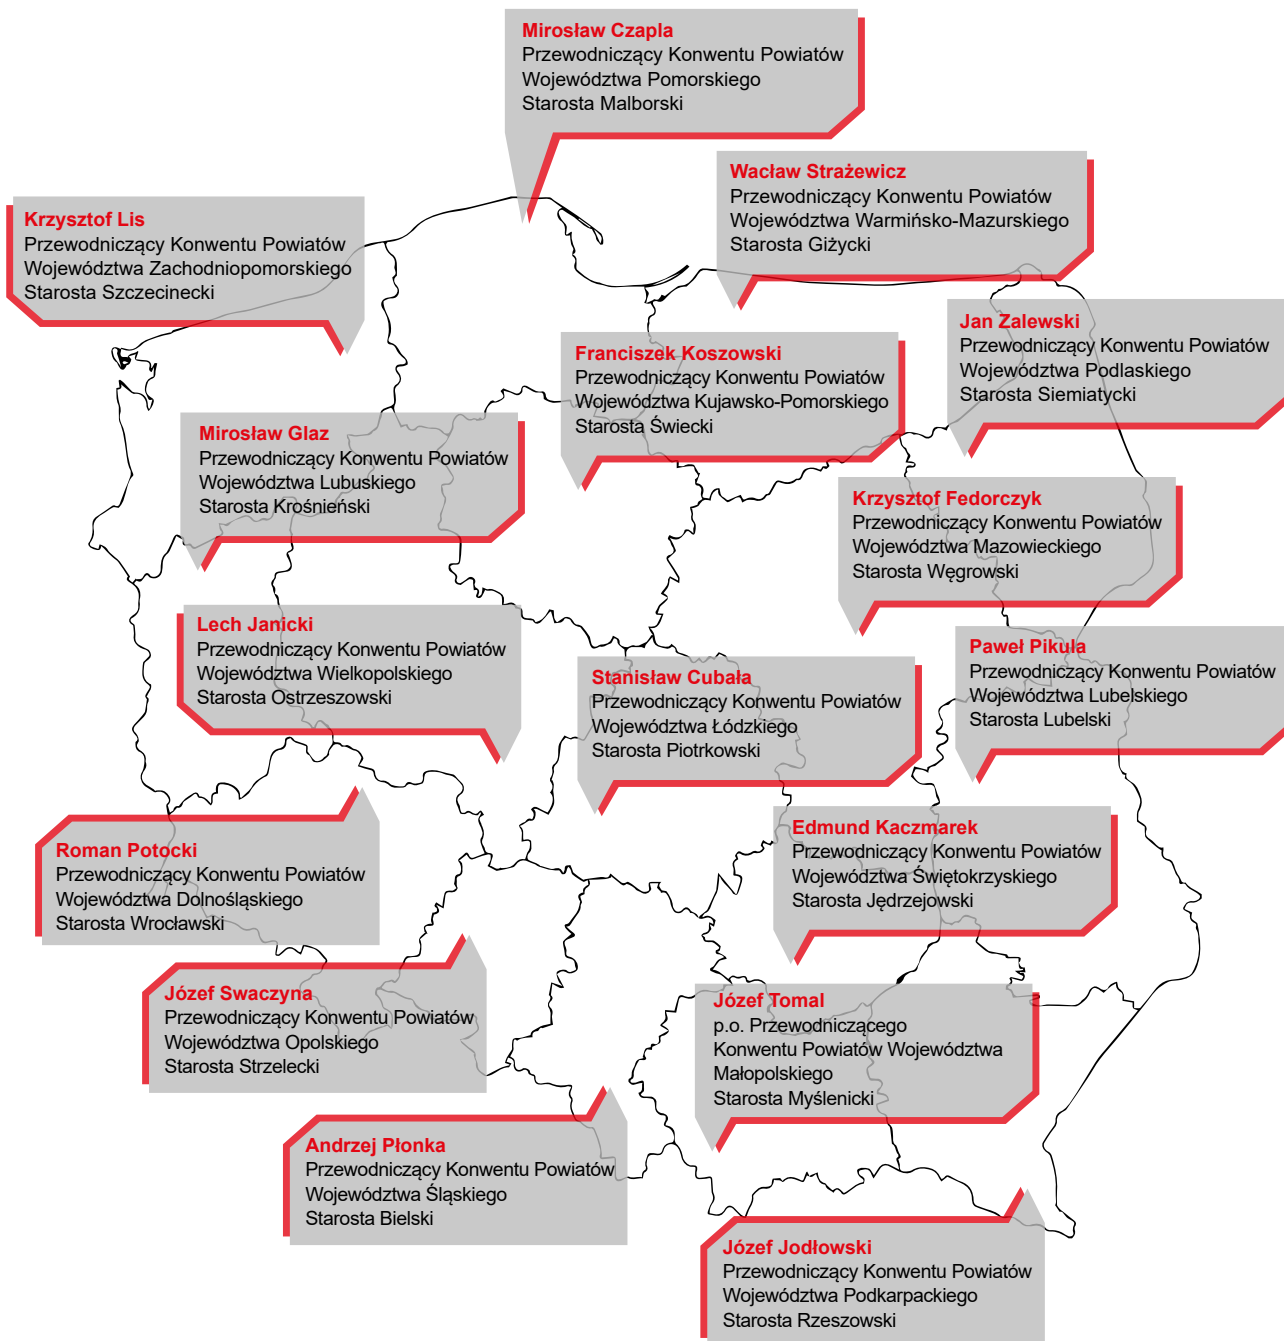 Mirosław Czapla
Przewodniczący Konwentu Powiatów
Województwa Pomorskiego
Starosta Malborski
Wacław Strażewicz
Przewodniczący Konwentu Powiatów
Województwa Warmińsko-Mazurskiego
Starosta Giżycki
Krzysztof Lis
Przewodniczący Konwentu Powiatów
Województwa Zachodniopomorskiego
Starosta Szczecinecki
Jan Zalewski
Przewodniczący Konwentu Powiatów
Województwa Podlaskiego
Starosta Siemiatycki
Franciszek Koszowski
Przewodniczący Konwentu Powiatów
Województwa Kujawsko-Pomorskiego
Starosta Świecki
Mirosław Glaz
Przewodniczący Konwentu Powiatów
Województwa Lubuskiego
Starosta Krośnieński
Krzysztof Fedorczyk
Przewodniczący Konwentu Powiatów
Województwa Mazowieckiego
Starosta Węgrowski
Lech Janicki
Przewodniczący Konwentu Powiatów
Województwa Wielkopolskiego
Starosta Ostrzeszowski
Paweł Pikula
Przewodniczący Konwentu Powiatów
Województwa Lubelskiego
Starosta Lubelski
Stanisław Cubała
Przewodniczący Konwentu Powiatów
Województwa Łódzkiego
Starosta Piotrkowski
Edmund Kaczmarek
Przewodniczący Konwentu Powiatów
Województwa Świętokrzyskiego
Starosta Jędrzejowski
Roman Potocki
Przewodniczący Konwentu Powiatów
Województwa Dolnośląskiego
Starosta Wrocławski
Józef Swaczyna
Przewodniczący Konwentu Powiatów
Województwa Opolskiego
Starosta Strzelecki
Józef Tomal
p.o. Przewodniczącego
Konwentu Powiatów Województwa
Małopolskiego
Starosta Myślenicki
Andrzej Płonka
Przewodniczący Konwentu Powiatów
Województwa Śląskiego
Starosta Bielski
Józef Jodłowski
Przewodniczący Konwentu Powiatów
Województwa Podkarpackiego
Starosta Rzeszowski